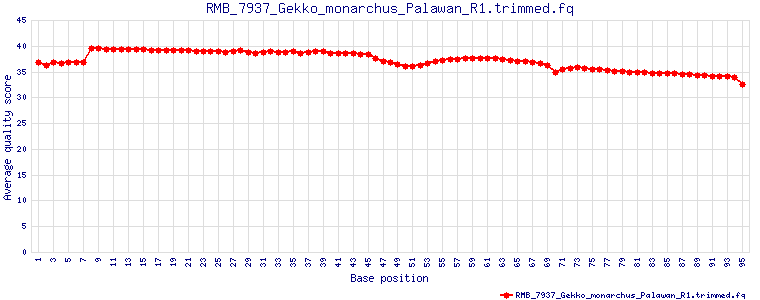 RMB_7937_Gekko_monarchus_Palawan_R1.trimmed.fq
Average quality score
45
40
35
30
25
20
15
10
5
0
1 3 5 7 9 11 13 15 17 19 21 23 25 27 29 31 33 35 37 39 41 43 45 47 49 51 53 55 57 59 61 63 65 67 69 71 73 75 77 79 81 83 85 87 89 91 93 95
Base position
RMB_7937_Gekko_monarchus_Palawan_R1.trimmed.fq